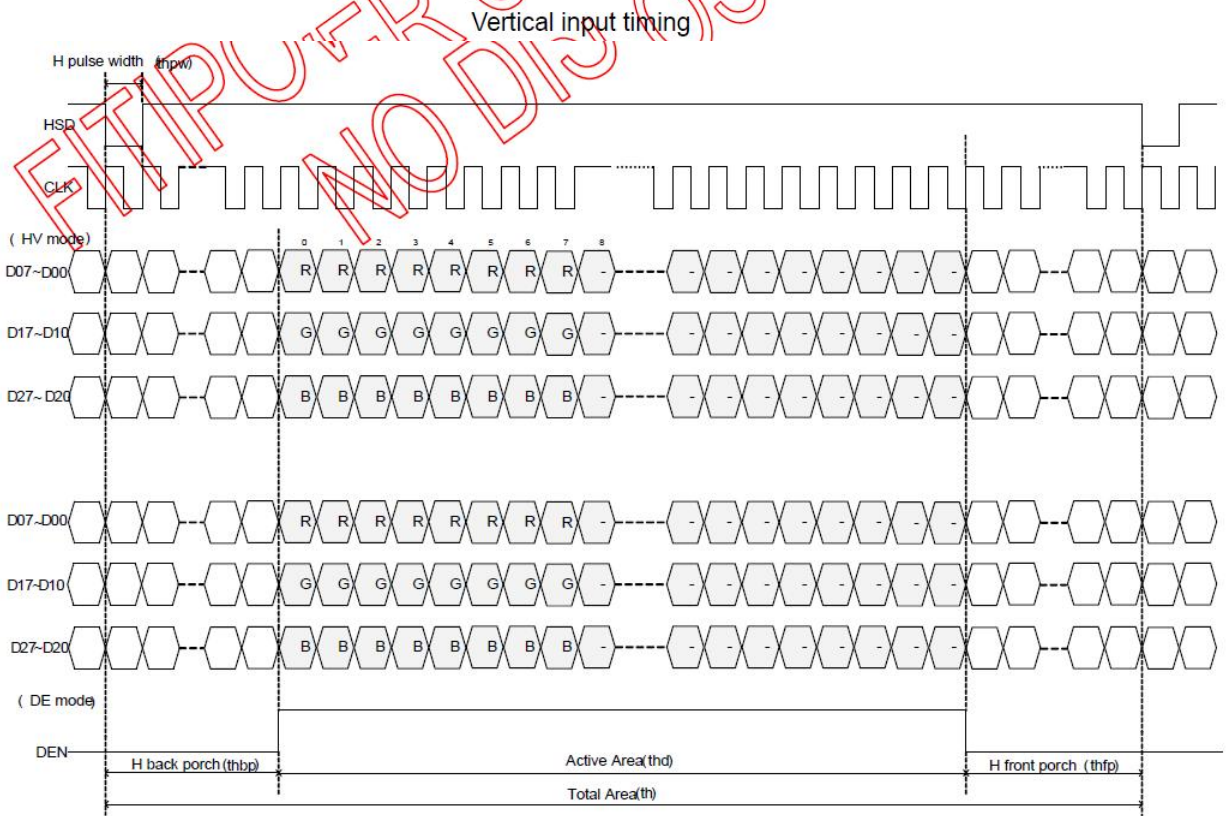 Vertical input timing
H pulse width (thpw)
HSD
CLK
( HV mode)
0 1 2 3 4 5 6 7 8
D07~D00 R R R R R R R R - - - - - - - - -
D17~D10 G G G G G G G G - - - - - - - - -
D27~D20 B B B B B B B B - - - - - - - - -
D07~D00 R R R R R R R R - - - - - - - - -
D17~D10 G G G G G G G G - - - - - - - - -
D27~D20 B B B B B B B B - - - - - - - - -
( DE mode)
DEN
H back porch (thbp) Active Area(thd) H front porch (thfp)
Total Area(th)
NO